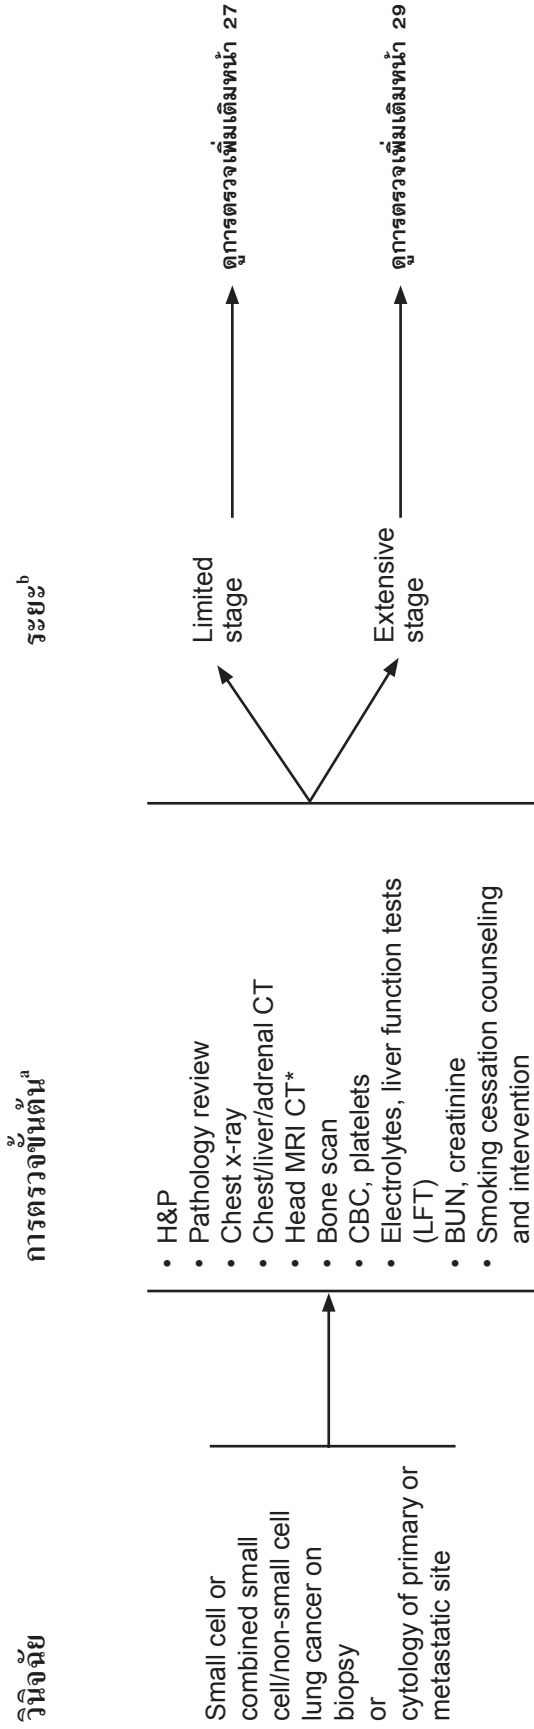 วินิจฉัย
การตรวจขั้นต้นª
ระยะᵇ
Small cell or
combined small
cell/non-small cell
lung cancer on
biopsy
or
cytology of primary or
metastatic site
• H&P
• Pathology review
• Chest x-ray
• Chest/liver/adrenal CT
• Head MRI CT*
• Bone scan
• CBC, platelets
• Electrolytes, liver function tests
(LFT)
• BUN, creatinine
• Smoking cessation counseling
and intervention
Limited
stage
ดูการตรวจเพิ่มเติมหน้า 27
Extensive
stage
ดูการตรวจเพิ่มเติมหน้า 29